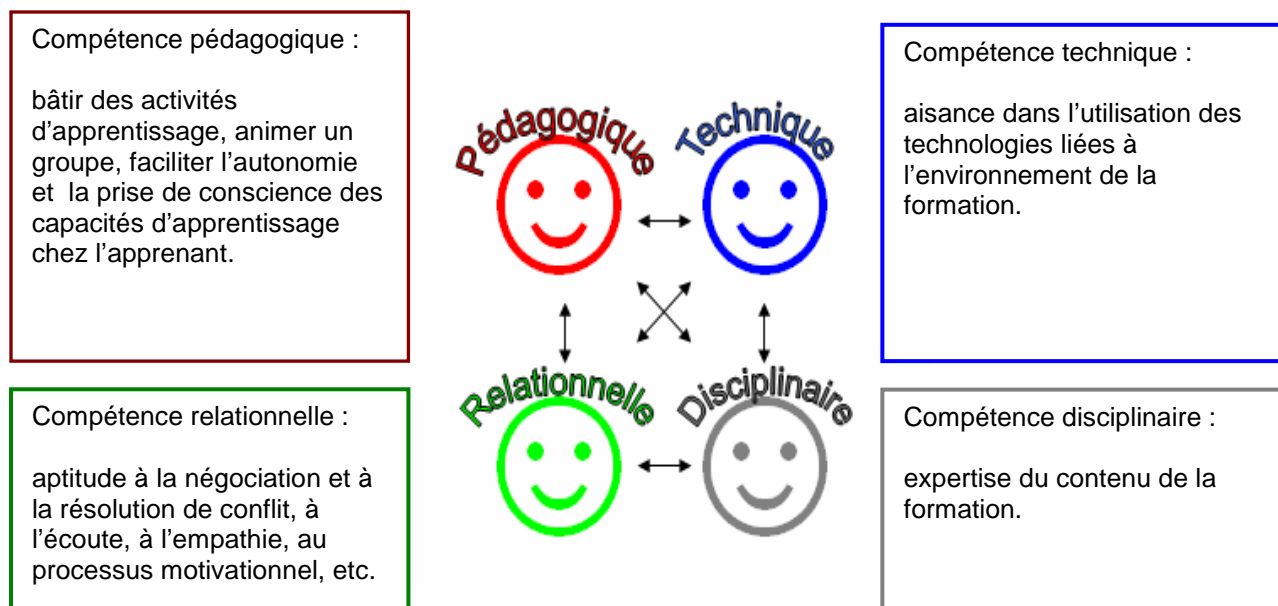 Compétence pédagogique :
bâtir des activités
d'apprentissage, animer un
groupe, faciliter l'autonomie
et la prise de conscience des
capacités d'apprentissage
chez l'apprenant.
Pédagogique
Technique
Compétence technique :
aisance dans l'utilisation des
technologies liées à
l'environnement de la
formation.
Compétence relationnelle :
aptitude à la négociation et à
la résolution de conflit, à
l'écoute, à l'empathie, au
processus motivationnel, etc.
Relationnelle
Disciplinaire
Compétence disciplinaire :
expertise du contenu de la
formation.